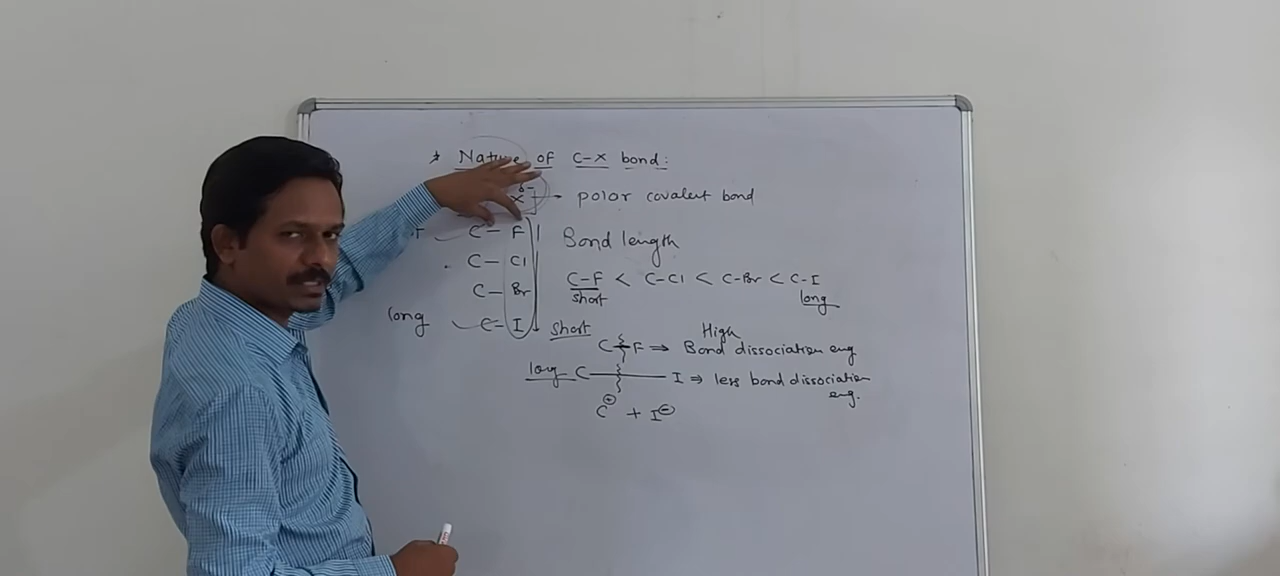 * Nature of C-X bond:
X δ- → polor covalent bond
C-F
Bond length
C-Cl
C-F < C-Cl < C-Br < C-I
short long
C-Br
long C-I
short C-F ⇒ High Bond dissociation eng
long C-I ⇒ less bond dissociation
eng.
C⊕ + I⊖